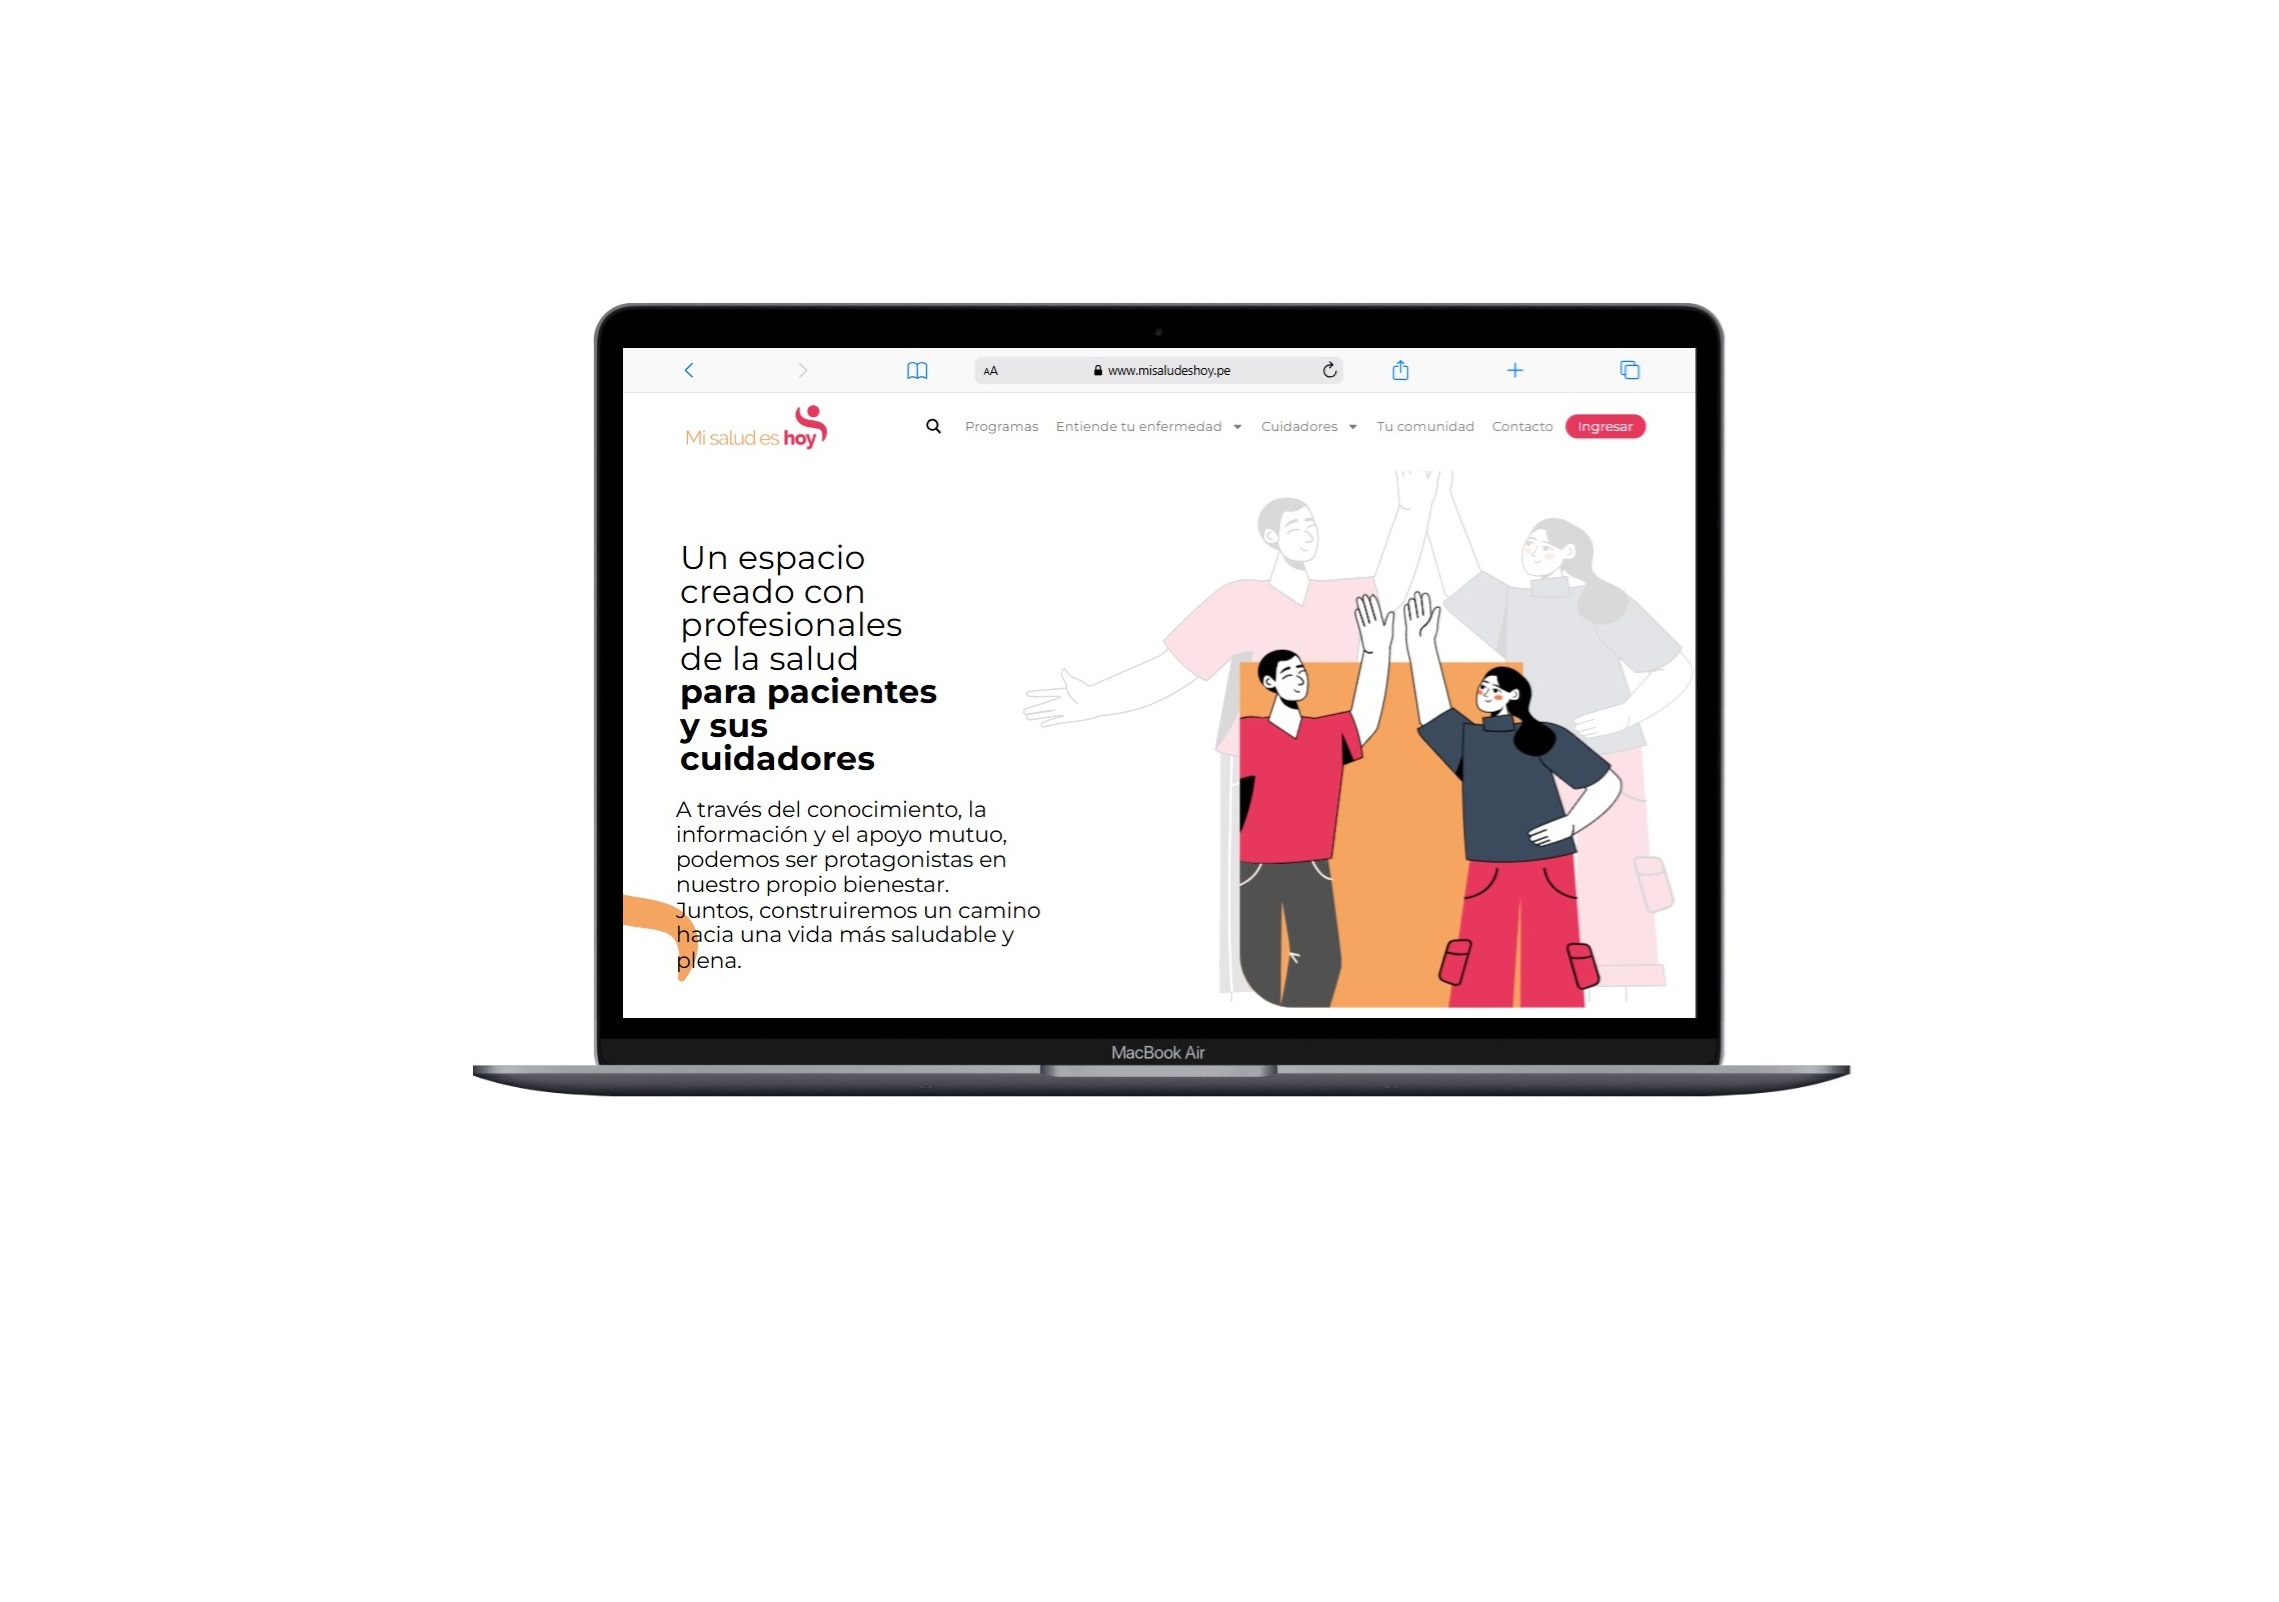 AA www.misaludeshoy.pe
Mi salud es hoy
Programas Entiende tu enfermedad Cuidadores Tu comunidad Contacto Ingresar
Un espacio
creado con
profesionales
de la salud
para pacientes
y sus
cuidadores
A través del conocimiento, la
información y el apoyo mutuo,
podemos ser protagonistas en
nuestro propio bienestar.
Juntos, construiremos un camino
hacia una vida más saludable y
plena.
MacBook Air